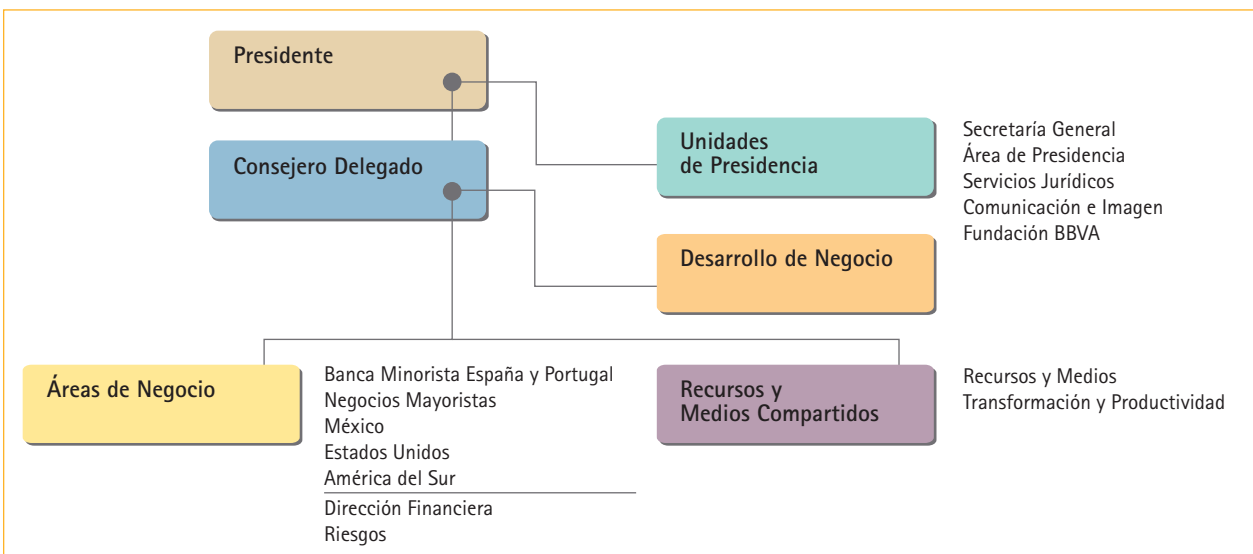 Presidente
Consejero Delegado
Unidades
de Presidencia
Secretaría General
Área de Presidencia
Servicios Jurídicos
Comunicación e Imagen
Fundación BBVA
Desarrollo de Negocio
Áreas de Negocio
Banca Minorista España y Portugal
Negocios Mayoristas
México
Estados Unidos
América del Sur
Dirección Financiera
Riesgos
Recursos y
Medios Compartidos
Recursos y Medios
Transformación y Productividad